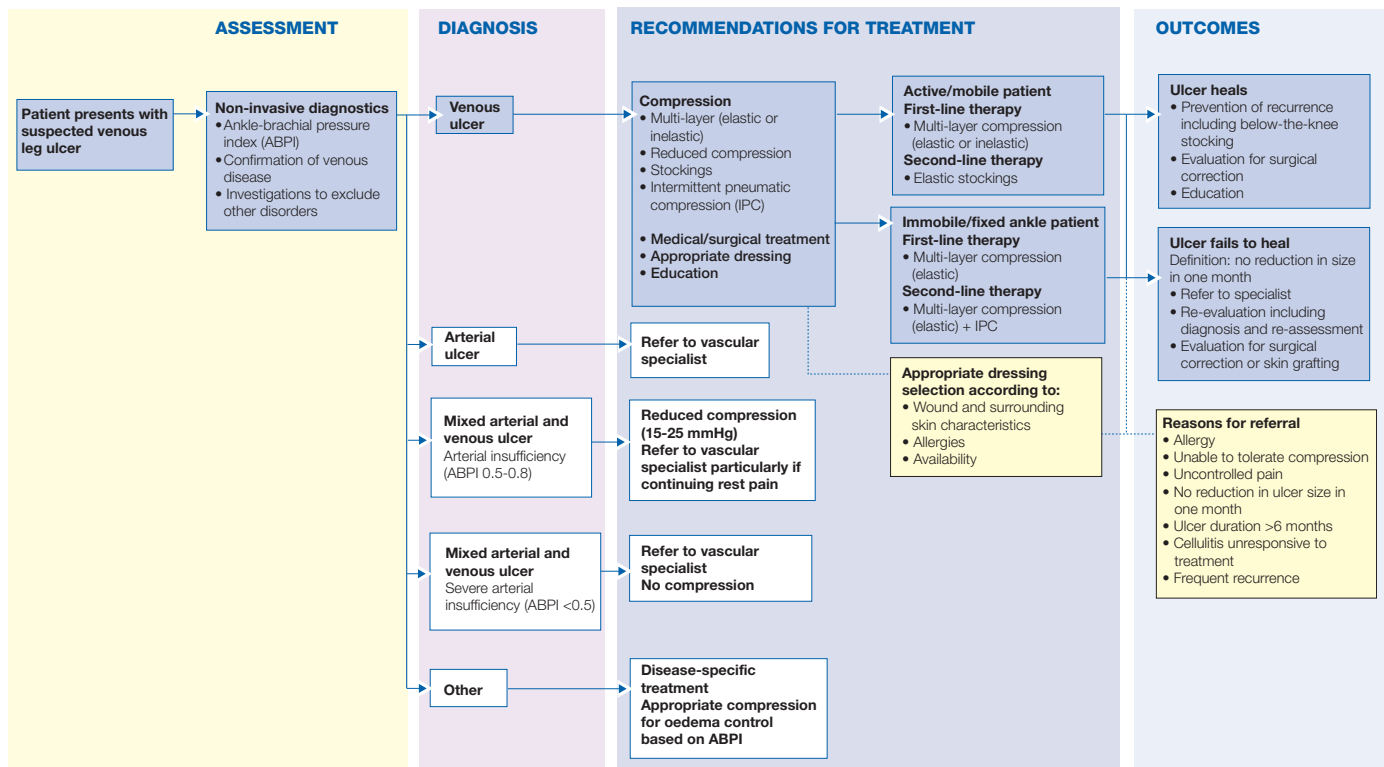 ASSESSMENT
DIAGNOSIS
RECOMMENDATIONS FOR TREATMENT
OUTCOMES
Patient presents with
suspected venous
leg ulcer
Non-invasive diagnostics
• Ankle-brachial pressure
index (ABPI)
• Confirmation of venous
disease
• Investigations to exclude
other disorders
Venous
ulcer
Compression
• Multi-layer (elastic or
inelastic)
• Reduced compression
• Stockings
• Intermittent pneumatic
compression (IPC)
• Medical/surgical treatment
• Appropriate dressing
• Education
Active/mobile patient
First-line therapy
• Multi-layer compression
(elastic or inelastic)
Second-line therapy
• Elastic stockings
Immobile/fixed ankle patient
First-line therapy
• Multi-layer compression
(elastic)
Second-line therapy
• Multi-layer compression
(elastic) + IPC
Appropriate dressing
selection according to:
• Wound and surrounding
skin characteristics
• Allergies
• Availability
Ulcer heals
• Prevention of recurrence
including below-the-knee
stocking
• Evaluation for surgical
correction
• Education
Ulcer fails to heal
Definition: no reduction in size
in one month
• Refer to specialist
• Re-evaluation including
diagnosis and re-assessment
• Evaluation for surgical
correction or skin grafting
Reasons for referral
• Allergy
• Unable to tolerate compression
• Uncontrolled pain
• No reduction in ulcer size in
one month
• Ulcer duration >6 months
• Cellulitis unresponsive to
treatment
• Frequent recurrence
Arterial
ulcer
Refer to vascular
specialist
Mixed arterial and
venous ulcer
Arterial insufficiency
(ABPI 0.5-0.8)
Reduced compression
(15-25 mmHg)
Refer to vascular
specialist particularly if
continuing rest pain
Mixed arterial and
venous ulcer
Severe arterial
insufficiency (ABPI <0.5)
Refer to vascular
specialist
No compression
Other
Disease-specific
treatment
Appropriate compression
for oedema control
based on ABPI